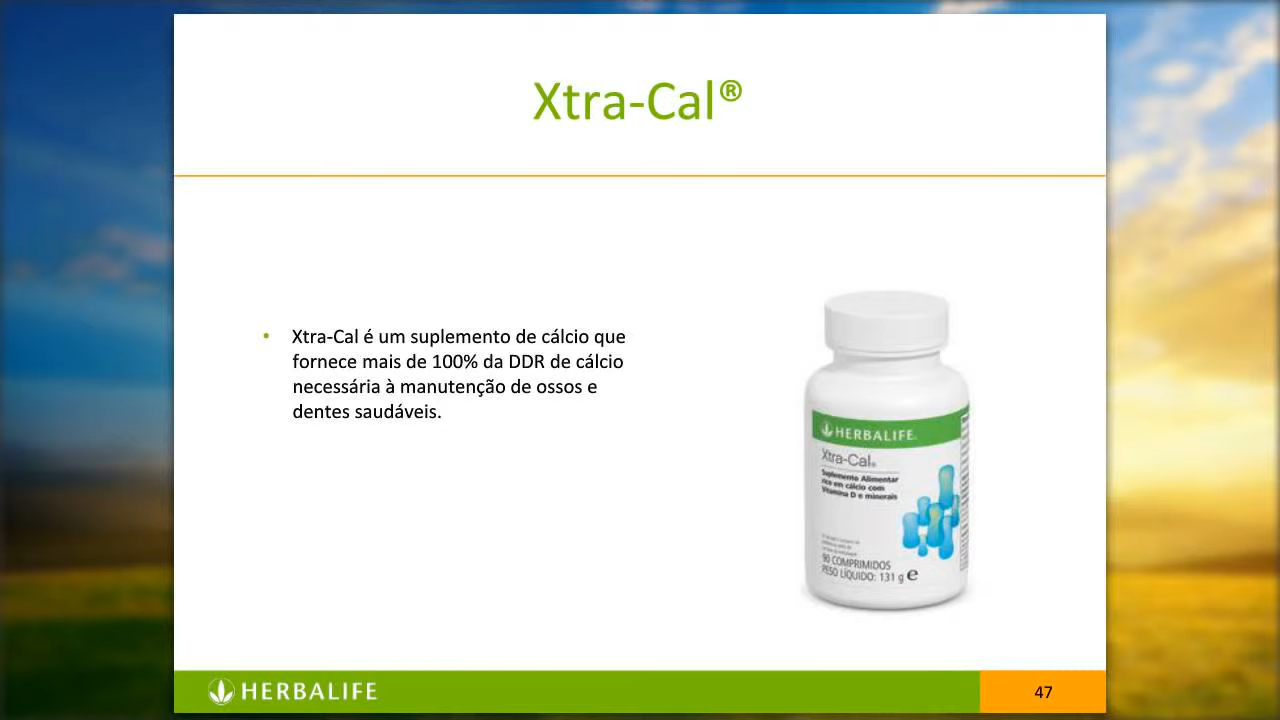 Xtra-Cal®
• Xtra-Cal é um suplemento de cálcio que
fornece mais de 100% da DDR de cálcio
necessária à manutenção de ossos e
dentes saudáveis.
HERBALIFE.
Xtra-Cal®
Suplemento Alimentar
rico em cálcio com
Vitamina D e minerais
90 COMPRIMIDOS
PESO LÍQUIDO: 131 g e
HERBALIFE
47